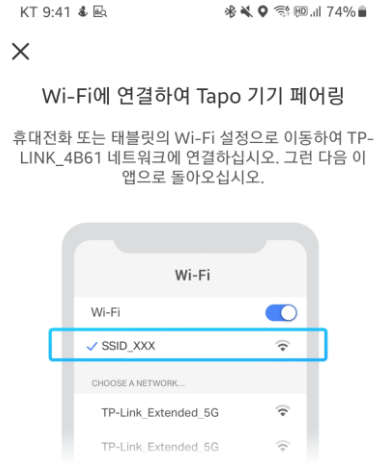 KT 9:41 74%
Wi-Fi에 연결하여 Tapo 기기 페어링
휴대전화 또는 태블릿의 Wi-Fi 설정으로 이동하여 TP-
LINK_4B61 네트워크에 연결하십시오. 그런 다음 이
앱으로 돌아오십시오.
Wi-Fi
Wi-Fi
SSID_XXX
CHOOSE A NETWORK...
TP-Link_Extended_5G
TP-Link_Extended_5G